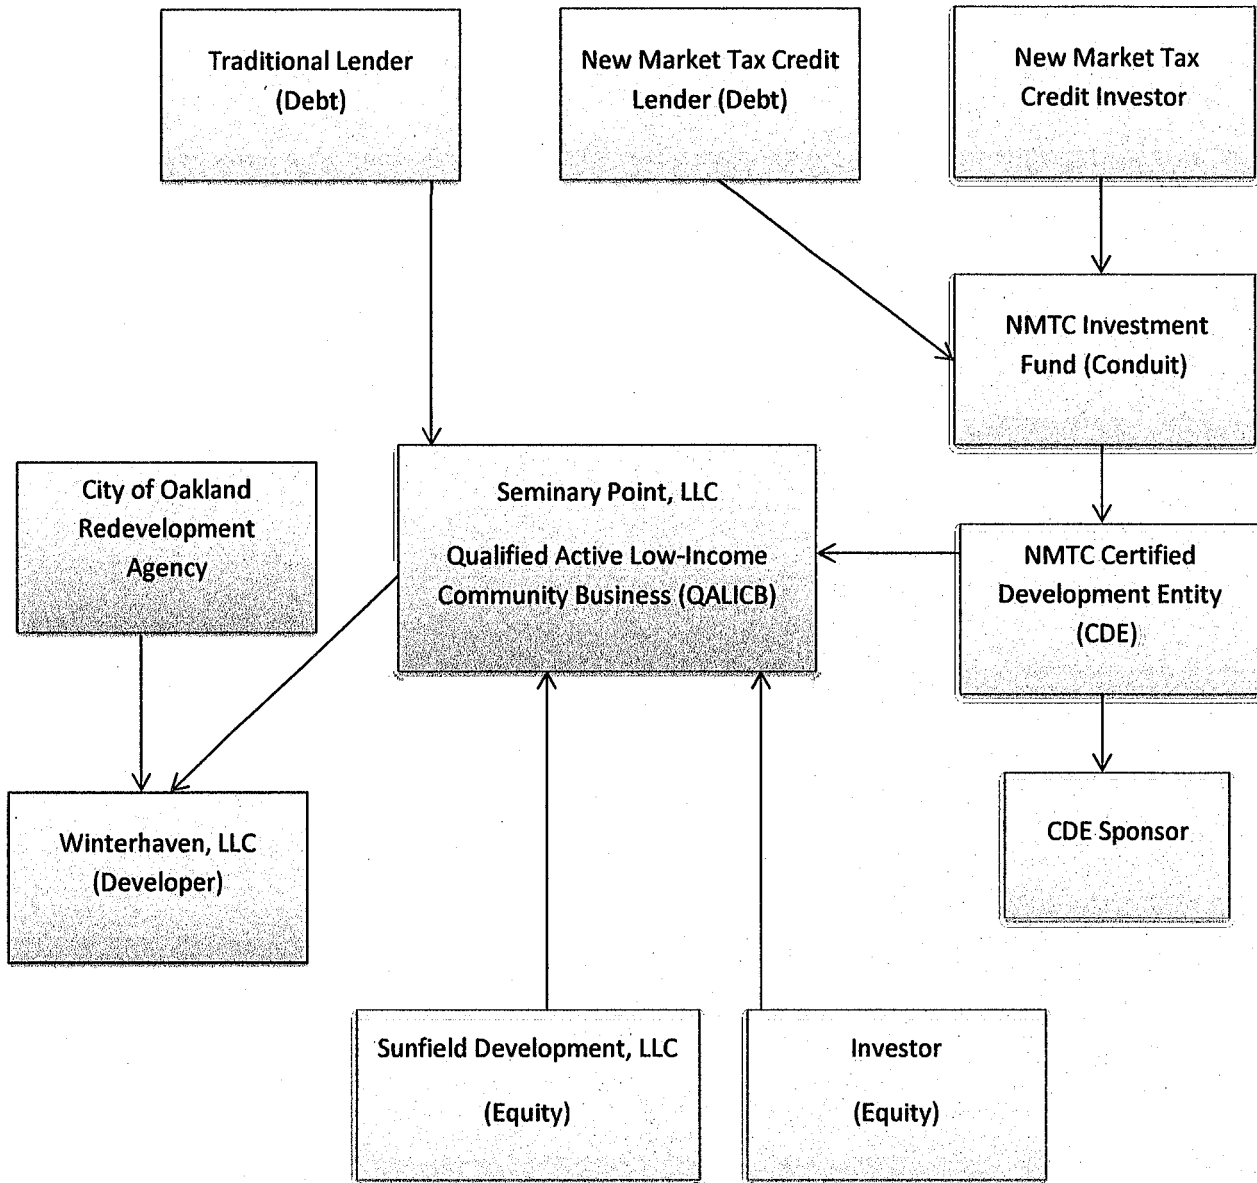 Traditional Lender
(Debt)
New Market Tax Credit
Lender (Debt)
New Market Tax
Credit Investor
NMTC Investment
Fund (Conduit)
City of Oakland
Redevelopment
Agency
Seminary Point, LLC
Qualified Active Low-Income
Community Business (QALICB)
NMTC Certified
Development Entity
(CDE)
Winterhaven, LLC
(Developer)
CDE Sponsor
Sunfield Development, LLC
(Equity)
Investor
(Equity)